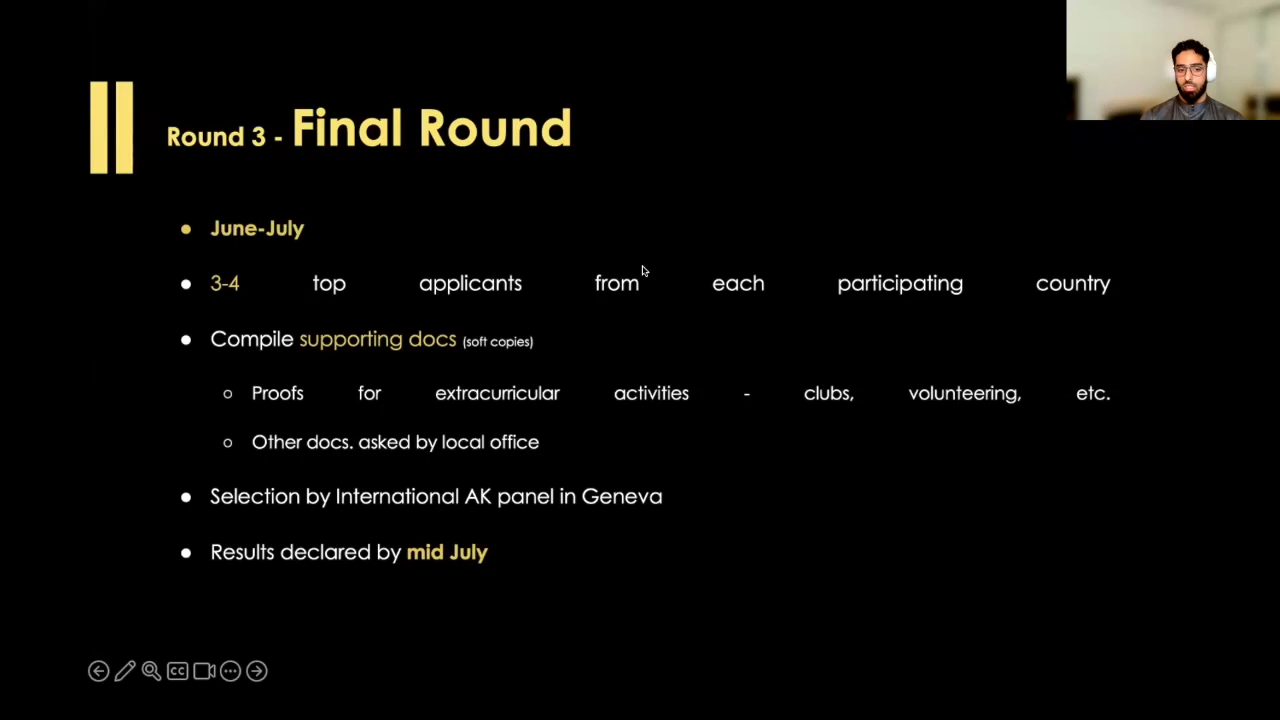 Round 3 - Final Round
● June-July
● 3-4 top applicants from each participating country
● Compile supporting docs (soft copies)
○ Proofs for extracurricular activities - clubs, volunteering, etc.
○ Other docs. asked by local office
● Selection by International AK panel in Geneva
● Results declared by mid July
CC